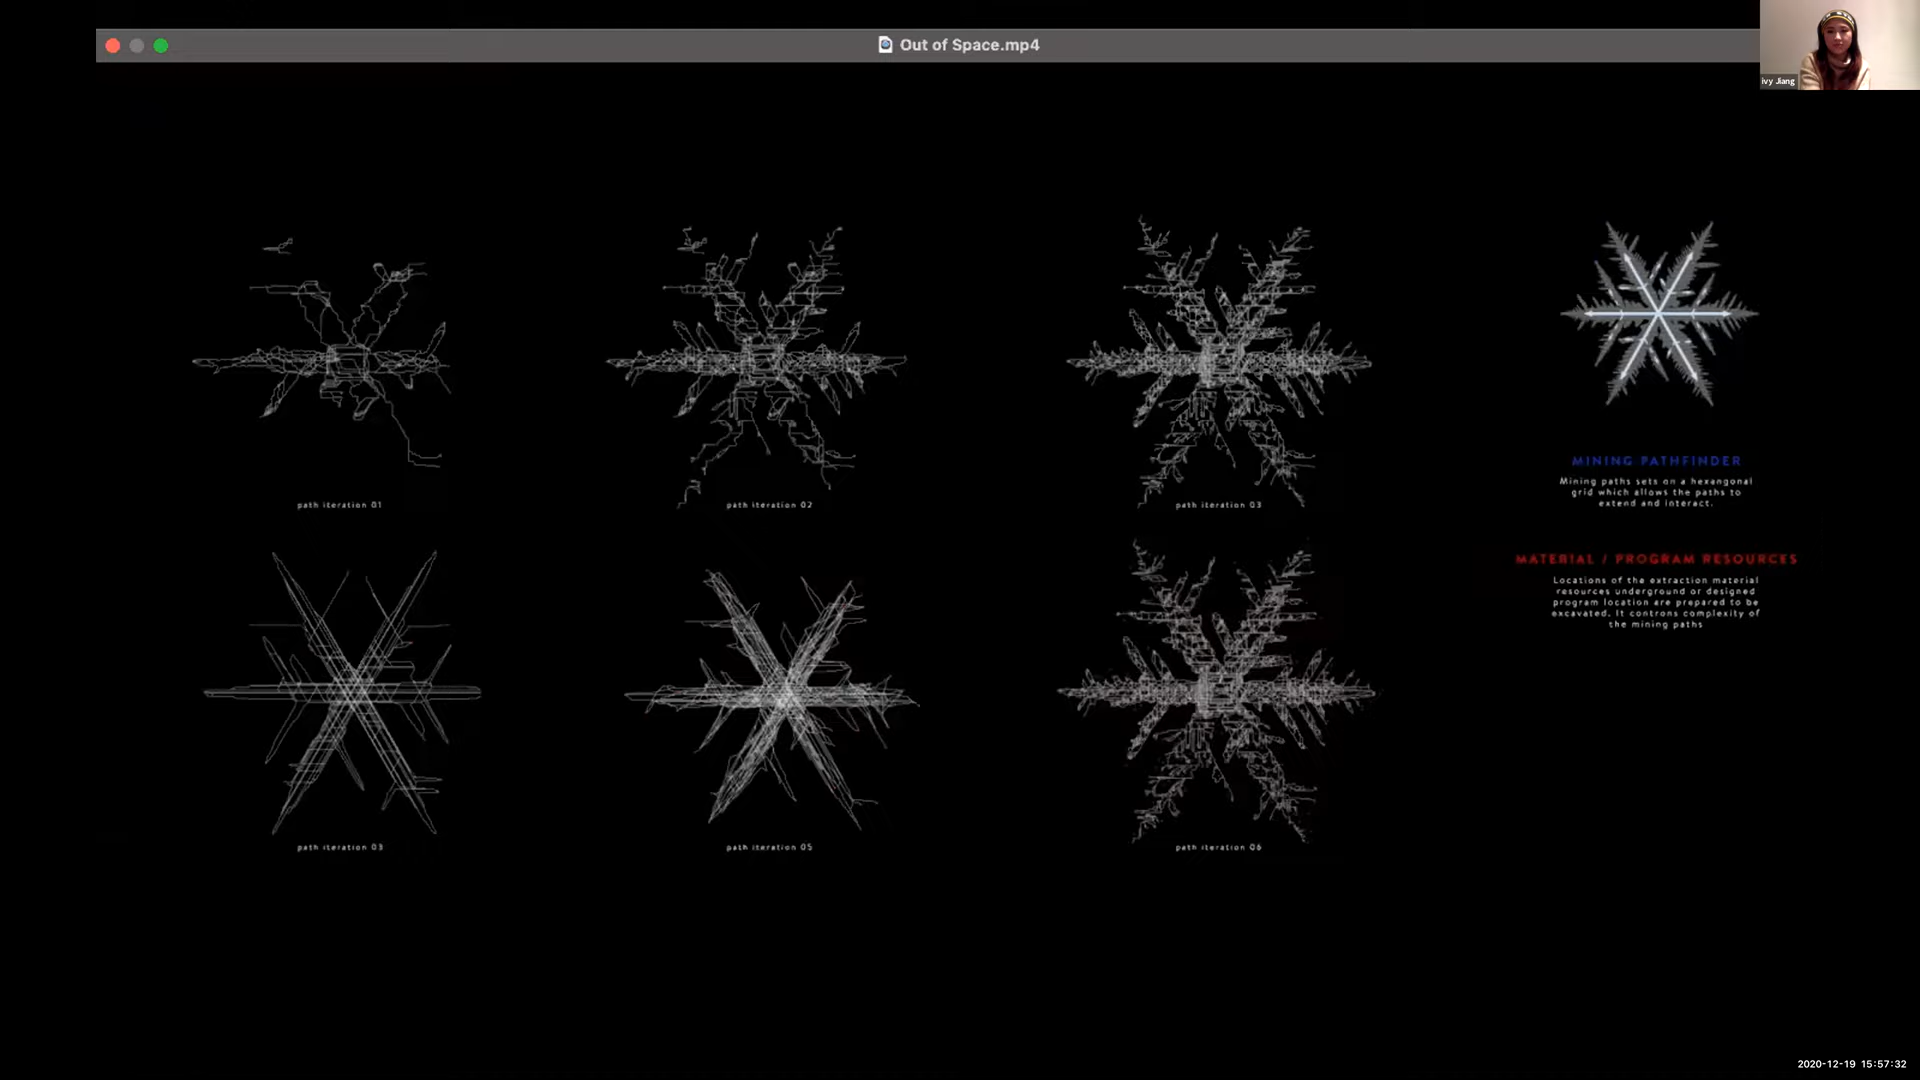 Out of Space.mp4
ivy Jiang
path iteration 01
path iteration 02
path iteration 03
MINING PATHFINDER
Mining paths sets on a hexangonal
grid which allows the paths to
extend and interact.
MATERIAL / PROGRAM RESOURCES
Locations of the extraction material
resources underground or designed
program location are prepared to be
excavated. It controns complexity of
the mining paths
path iteration 03
path iteration 05
path iteration 06
2020-12-19 15:57:32